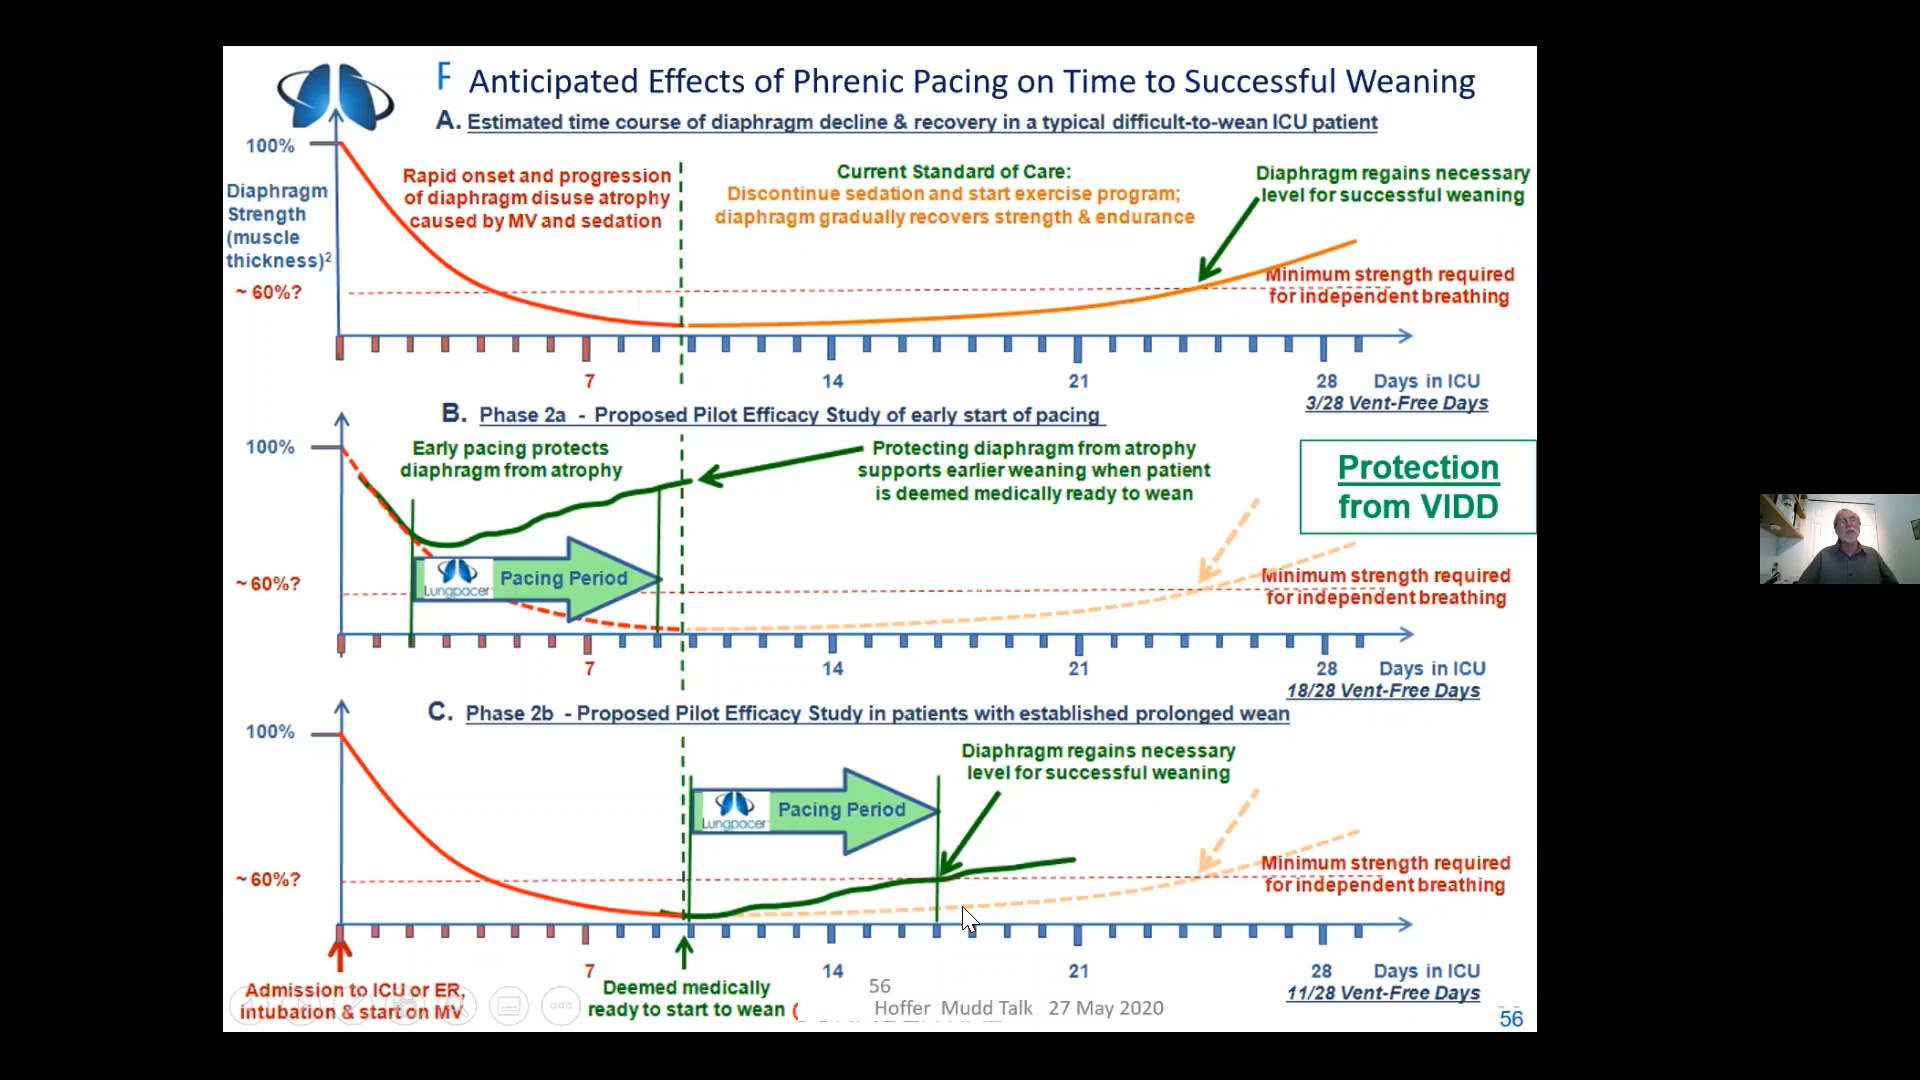 F Anticipated Effects of Phrenic Pacing on Time to Successful Weaning
A. Estimated time course of diaphragm decline & recovery in a typical difficult-to-wean ICU patient
100%
Diaphragm
Strength
(muscle
thickness)²
~ 60%?
Rapid onset and progression
of diaphragm disuse atrophy
caused by MV and sedation
Current Standard of Care:
Discontinue sedation and start exercise program;
diaphragm gradually recovers strength & endurance
Diaphragm regains necessary
level for successful weaning
Minimum strength required
for independent breathing
7
14
21
28
Days in ICU
3/28 Vent-Free Days
B. Phase 2a - Proposed Pilot Efficacy Study of early start of pacing
100%
Early pacing protects
diaphragm from atrophy
Protecting diaphragm from atrophy
supports earlier weaning when patient
is deemed medically ready to wean
Protection
from VIDD
~ 60%?
Lungpacer
Pacing Period
Minimum strength required
for independent breathing
7
14
21
28
Days in ICU
18/28 Vent-Free Days
C. Phase 2b - Proposed Pilot Efficacy Study in patients with established prolonged wean
100%
Diaphragm regains necessary
level for successful weaning
Lungpacer
Pacing Period
~ 60%?
Minimum strength required
for independent breathing
7
14
21
28
Days in ICU
11/28 Vent-Free Days
Admission to ICU or ER,
intubation & start on MV
Deemed medically
ready to start to wean (
56
Hoffer Mudd Talk 27 May 2020
56